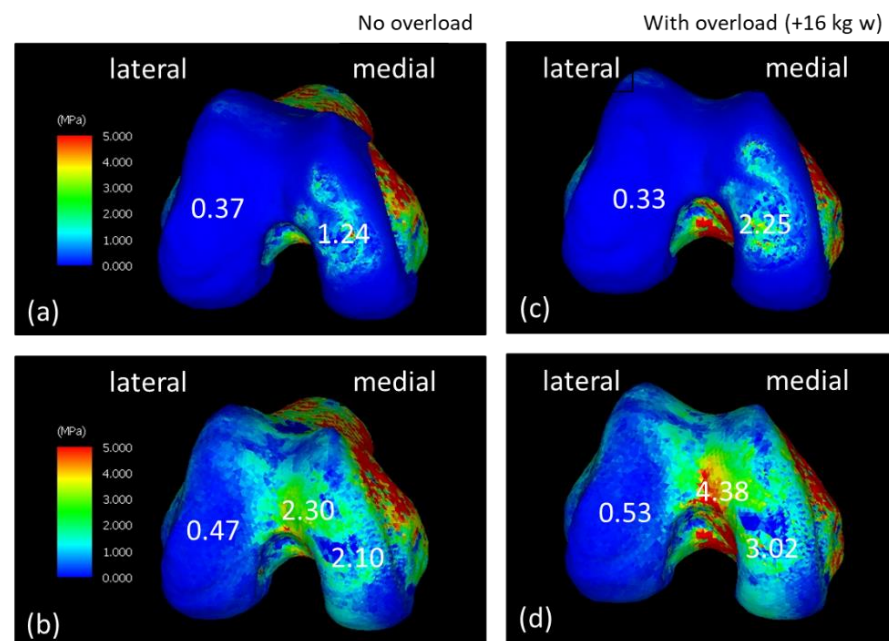 No overload
With overload (+16 kg w)
lateral medial
(MPa)
5.000
4.000
3.000
2.000
1.000
0.000
0.37
1.24
(a)
lateral medial
0.33
2.25
(c)
lateral medial
(MPa)
5.000
4.000
3.000
2.000
1.000
0.000
0.47
2.30
2.10
(b)
lateral medial
0.53
4.38
3.02
(d)